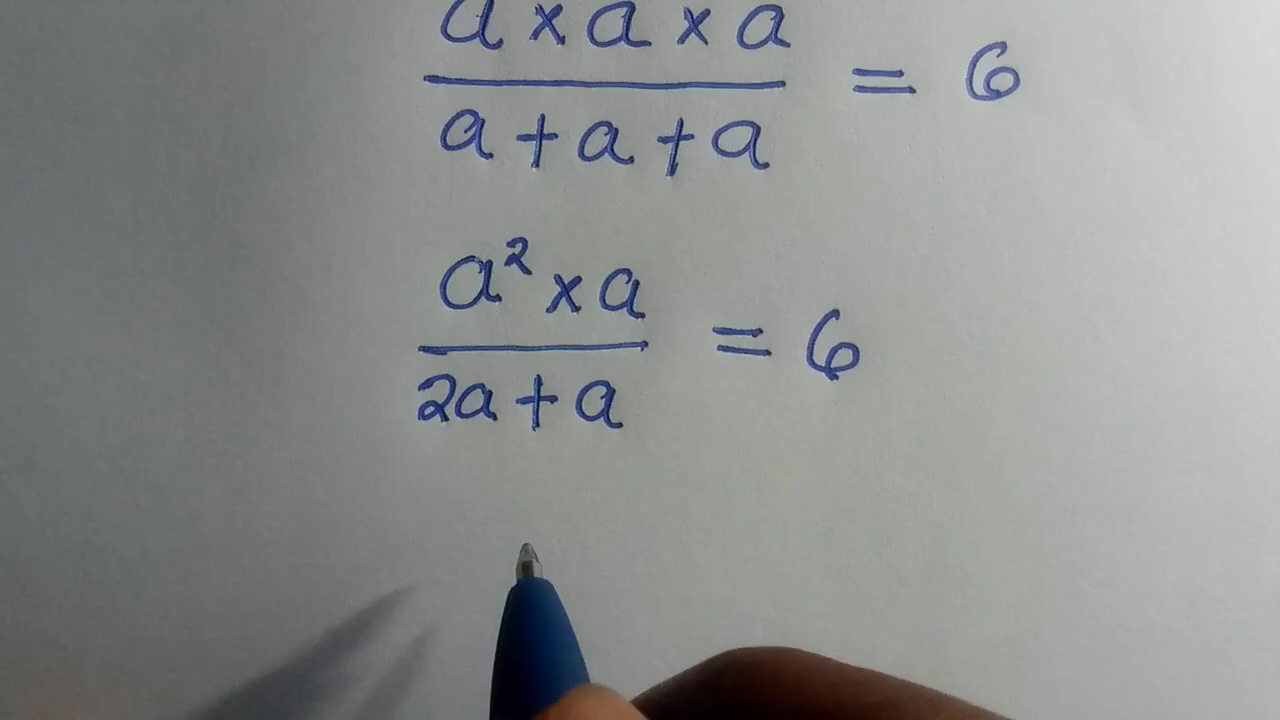 a × a × a
a + a + a = 6
a² × a
2a + a = 6